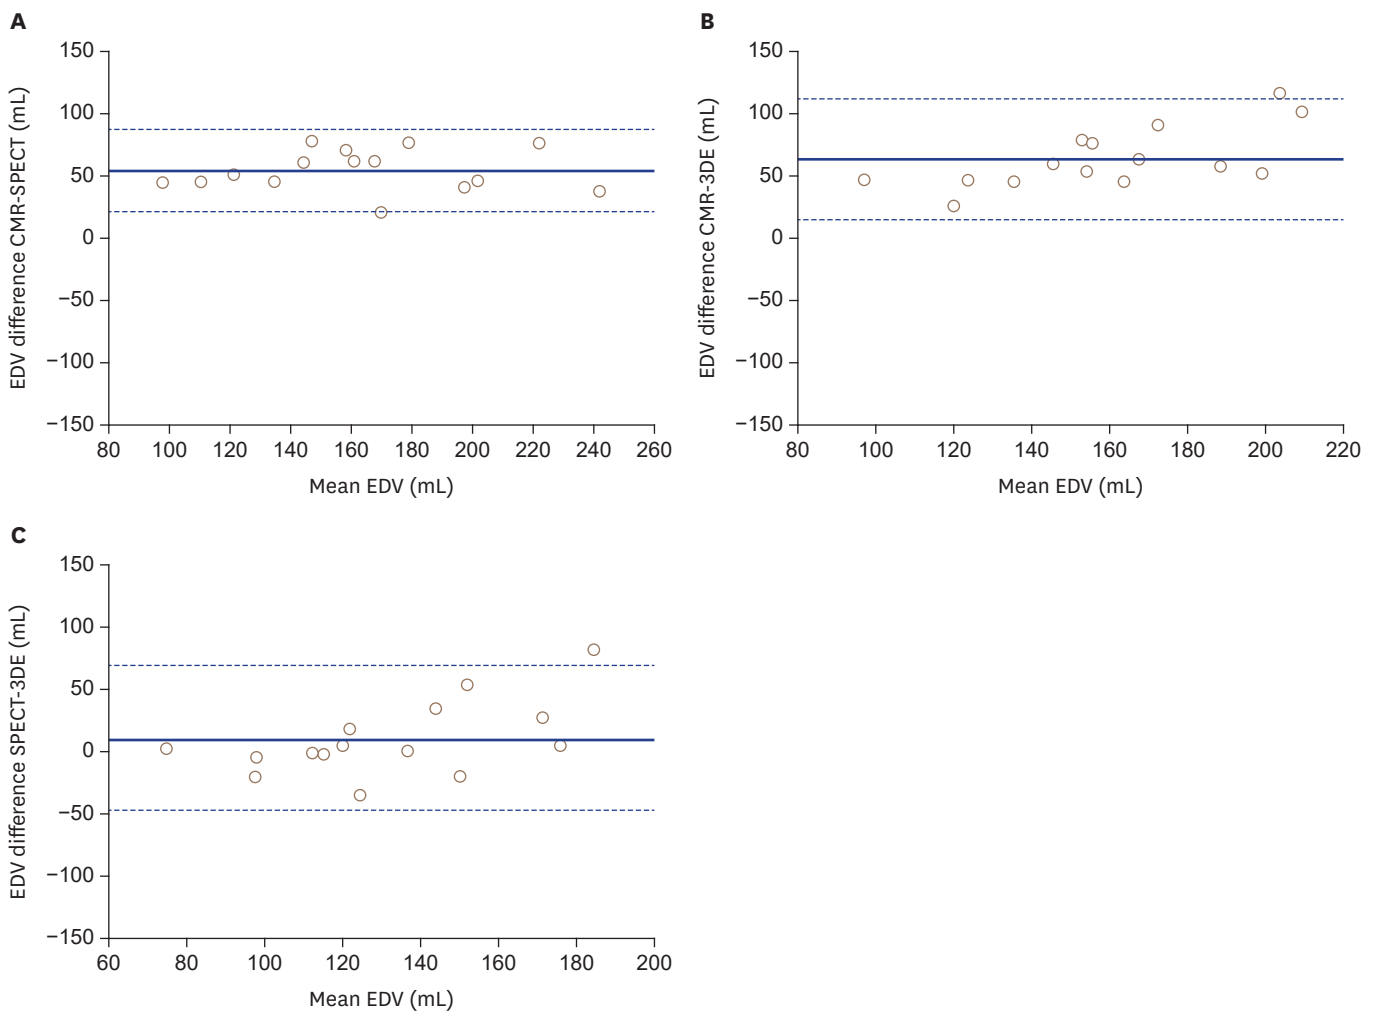 A
EDV difference CMR-SPECT (mL)
150
100
50
0
−50
−100
−150
80 100 120 140 160 180 200 220 240 260
Mean EDV (mL)
B
EDV difference CMR-3DE (mL)
150
100
50
0
−50
−100
−150
80 100 120 140 160 180 200 220
Mean EDV (mL)
C
EDV difference SPECT-3DE (mL)
150
100
50
0
−50
−100
−150
60 80 100 120 140 160 180 200
Mean EDV (mL)